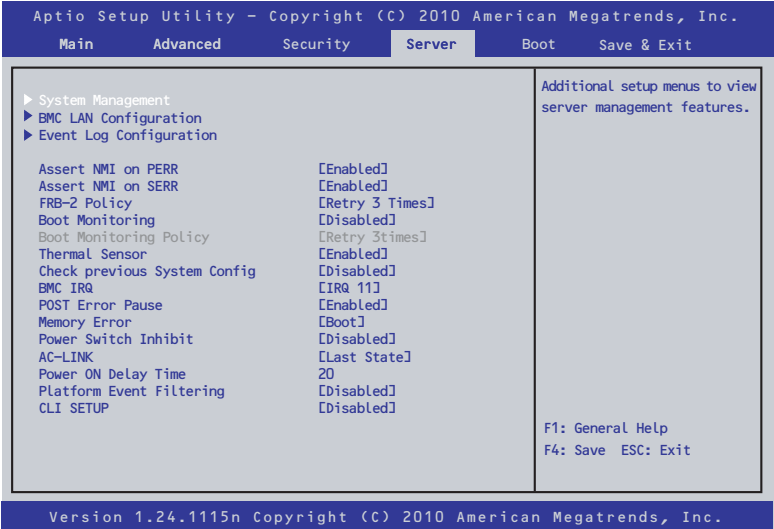 Aptio Setup Utility – Copyright (C) 2010 American Megatrends, Inc.
Main Advanced Security Server Boot Save & Exit
System Management
BMC LAN Configuration
Event Log Configuration
Assert NMI on PERR [Enabled]
Assert NMI on SERR [Enabled]
FRB-2 Policy [Retry 3 Times]
Boot Monitoring [Disabled]
Boot Monitoring Policy [Retry 3times]
Thermal Sensor [Enabled]
Check previous System Config [Disabled]
BMC IRQ [IRQ 11]
POST Error Pause [Enabled]
Memory Error [Boot]
Power Switch Inhibit [Disabled]
AC-LINK [Last State]
Power ON Delay Time 20
Platform Event Filtering [Disabled]
CLI SETUP [Disabled]
Additional setup menus to view
server management features.
F1: General Help
F4: Save ESC: Exit
Version 1.24.1115n Copyright (C) 2010 American Megatrends, Inc.